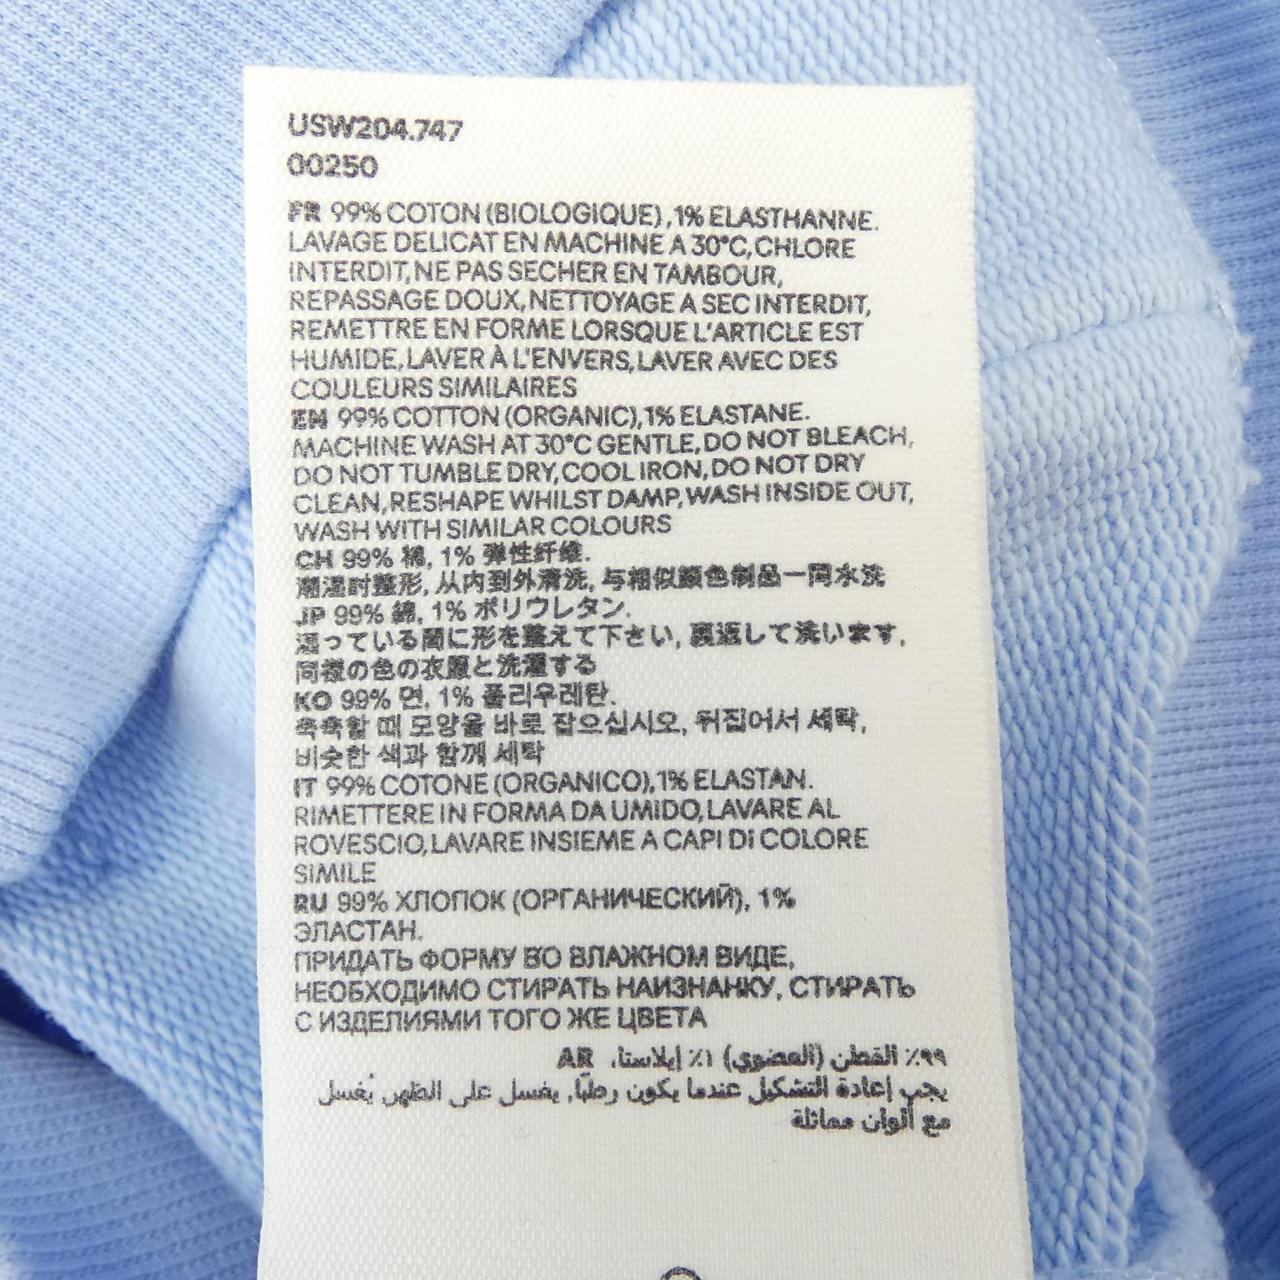 USW204.747
00250
FR 99% COTON (BIOLOGIQUE), 1% ELASTHANNE.
LAVAGE DELICAT EN MACHINE A 30°C, CHLORE
INTERDIT, NE PAS SECHER EN TAMBOUR,
REPASSAGE DOUX, NETTOYAGE A SEC INTERDIT,
REMETTRE EN FORME LORSQUE L'ARTICLE EST
HUMIDE, LAVER À L'ENVERS, LAVER AVEC DES
COULEURS SIMILAIRES
EN 99% COTTON (ORGANIC), 1% ELASTANE.
MACHINE WASH AT 30°C GENTLE, DO NOT BLEACH,
DO NOT TUMBLE DRY, COOL IRON, DO NOT DRY
CLEAN, RESHAPE WHILST DAMP, WASH INSIDE OUT,
WASH WITH SIMILAR COLOURS
CH 99% 棉, 1% 弹性纤维.
潮湿时整形, 从内到外清洗, 与相似颜色制品一同水洗
JP 99% 綿, 1% ポリウレタン.
湿っている間に形を整えて下さい, 裏返して洗います,
同様の色の衣服と洗濯する
KO 99% 면, 1% 폴리우레탄.
축축할 때 모양을 바로 잡으십시오, 뒤집어서 세탁,
비슷한 색과 함께 세탁
IT 99% COTONE (ORGANICO), 1% ELASTAN.
RIMETTERE IN FORMA DA UMIDO, LAVARE AL
ROVESCIO, LAVARE INSIEME A CAPI DI COLORE
SIMILE
RU 99% ХЛОПОК (ОРГАНИЧЕСКИЙ), 1%
ЭЛАСТАН.
ПРИДАТЬ ФОРМУ ВО ВЛАЖНОМ ВИДЕ,
НЕОБХОДИМО СТИРАТЬ НАИЗНАНКУ, СТИРАТЬ
С ИЗДЕЛИЯМИ ТОГО ЖЕ ЦВЕТА
٩٩٪ القطن (العضوي) ١٪ إيلاستا. AR
يجب إعادة التشكيل عندما يكون رطبًا, يغسل على الظهر, يُغسل
مع ألوان مماثلة